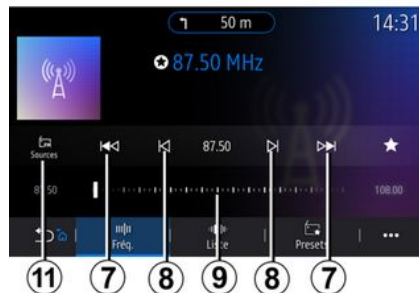 50 m
14:31
87.50 MHz
Sources
87.50
87.50
108.00
Fréq.
Liste
Presets
11
7
8
9
8
7